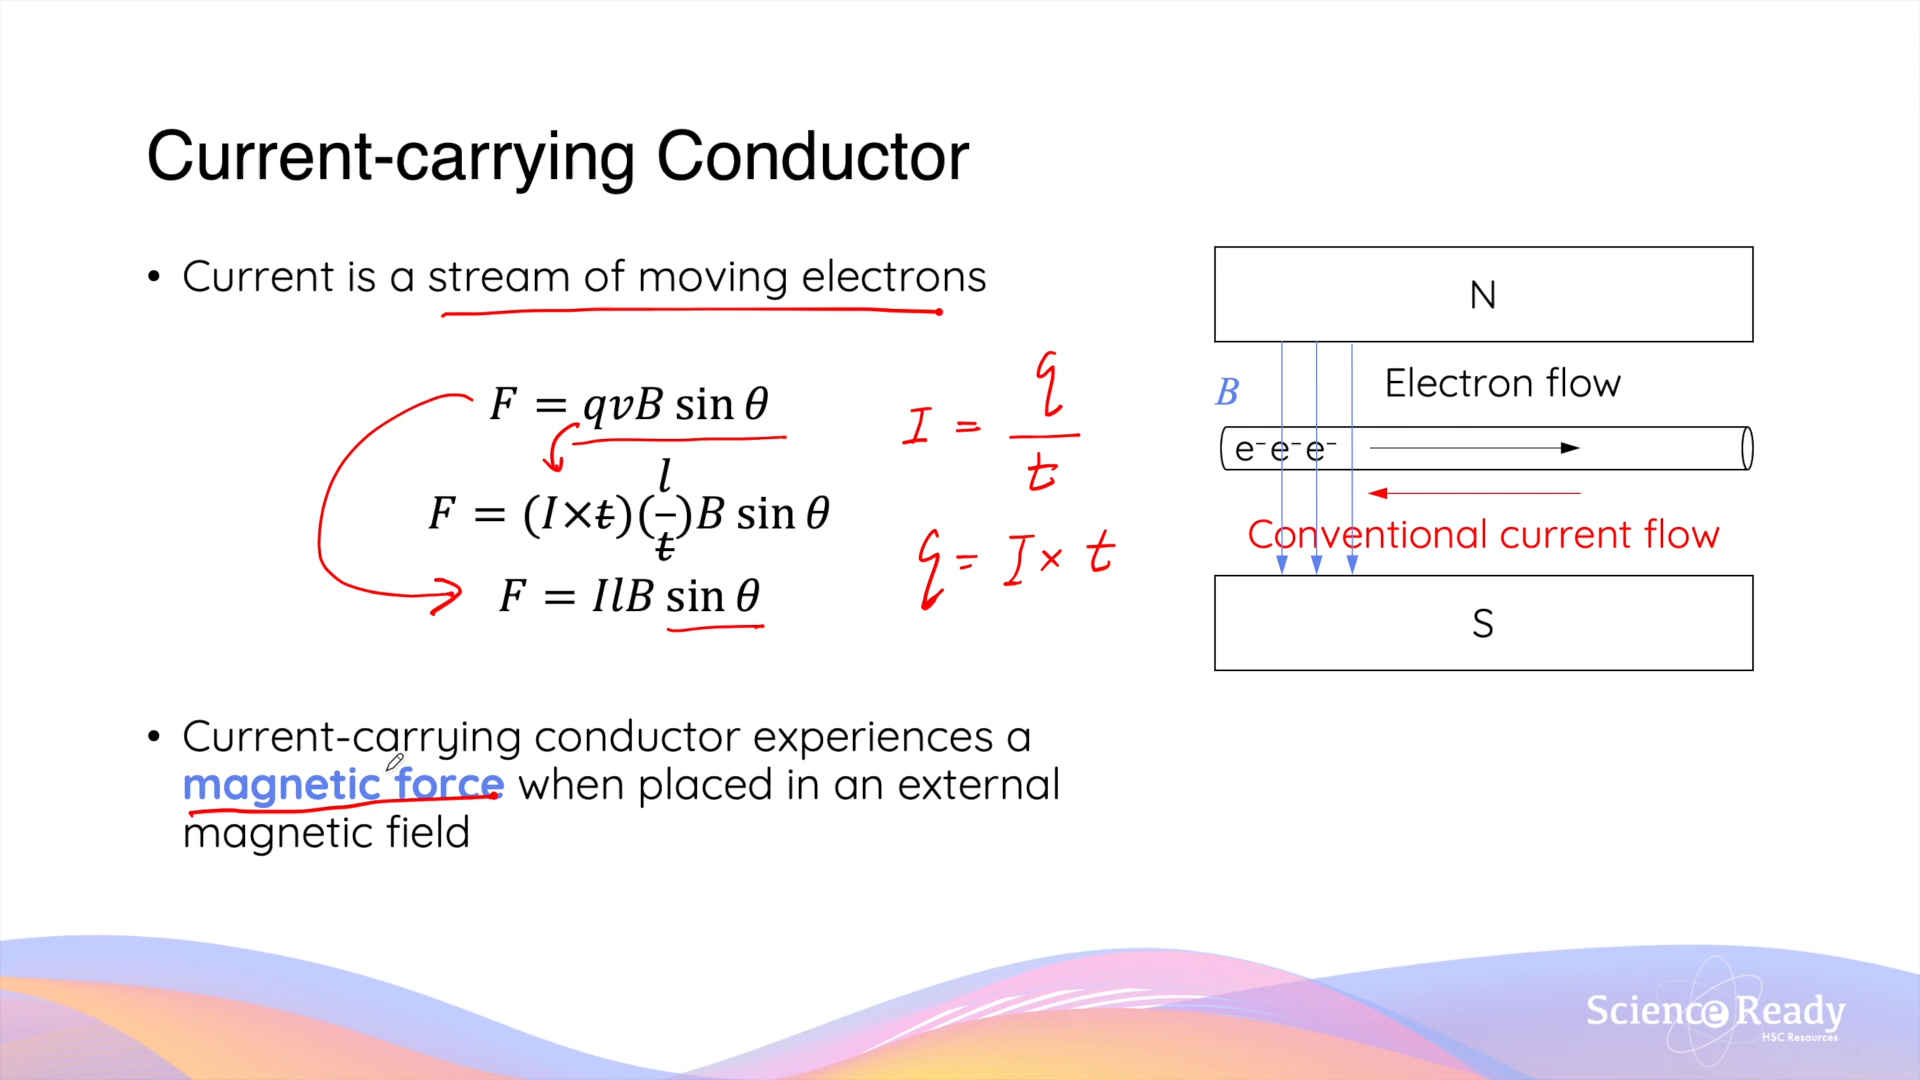 Current-carrying Conductor
• Current is a stream of moving electrons
F = qvB sin θ
F = (I×t)(l/t)B sin θ
F = IlB sin θ
I = q/t
q = I × t
• Current-carrying conductor experiences a
magnetic force when placed in an external
magnetic field
N
B
Electron flow
e⁻ e⁻ e⁻
Conventional current flow
S
Science Ready
HSC Resources